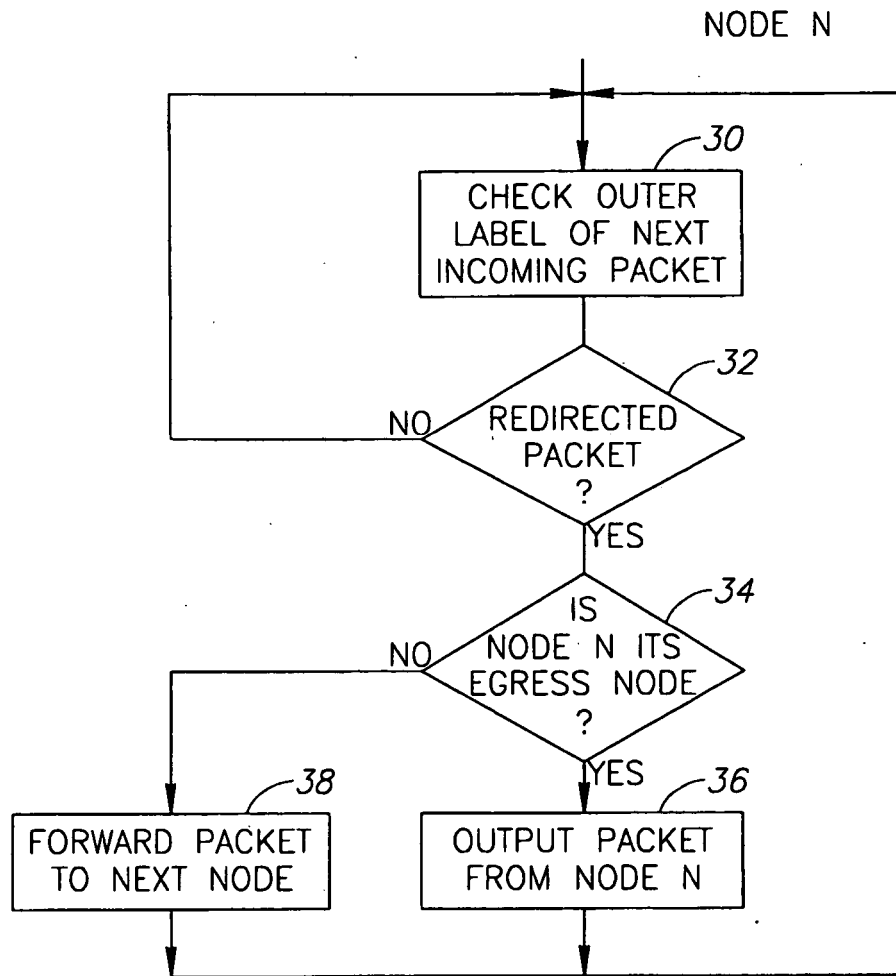 NODE N
30
CHECK OUTER
LABEL OF NEXT
INCOMING PACKET
32
NO
REDIRECTED
PACKET
?
YES
34
IS
NO
NODE N ITS
EGRESS NODE
?
YES
38
36
FORWARD PACKET
TO NEXT NODE
OUTPUT PACKET
FROM NODE N